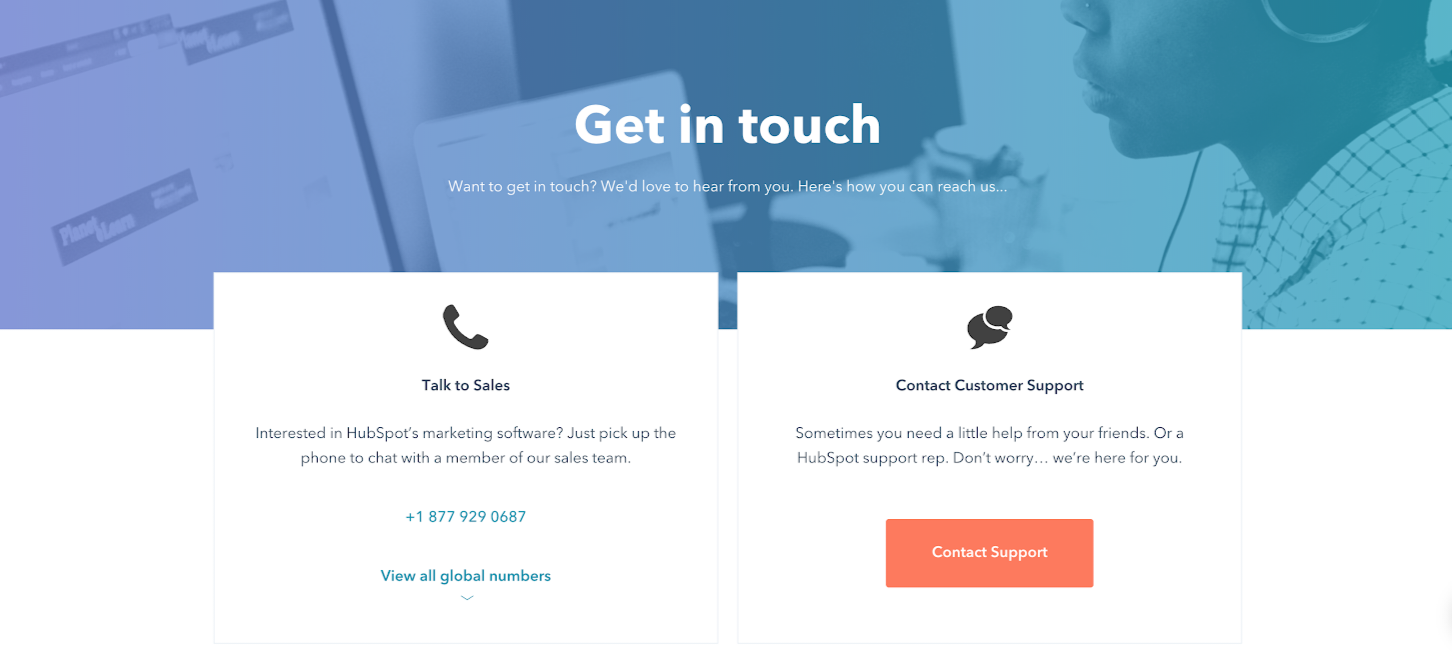 Get in touch
Want to get in touch? We'd love to hear from you. Here's how you can reach us...
Planet
eLearn
Talk to Sales
Interested in HubSpot’s marketing software? Just pick up the
phone to chat with a member of our sales team.
+1 877 929 0687
View all global numbers
Contact Customer Support
Sometimes you need a little help from your friends. Or a
HubSpot support rep. Don’t worry… we’re here for you.
Contact Support